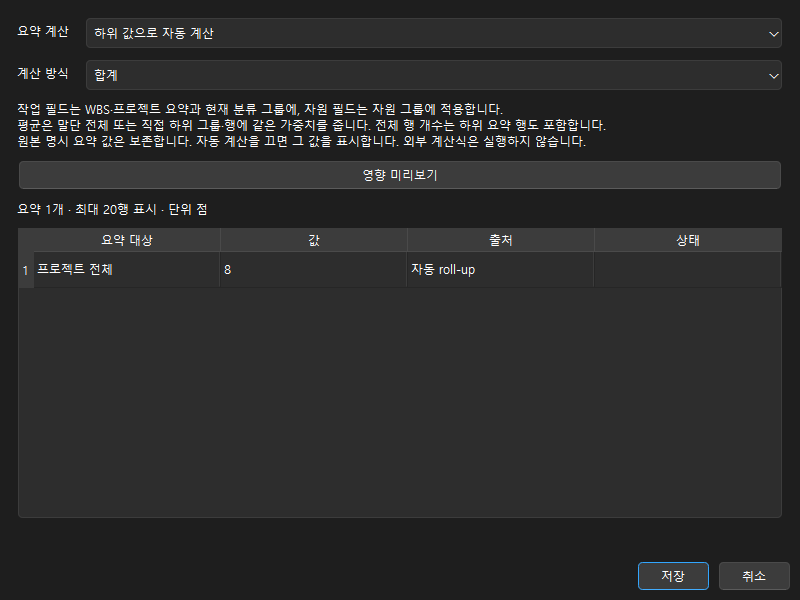 요약 계산
하위 값으로 자동 계산
계산 방식
합계
작업 필드는 WBS·프로젝트 요약과 현재 분류 그룹에, 자원 필드는 자원 그룹에 적용합니다.
평균은 말단 전체 또는 직접 하위 그룹·행에 같은 가중치를 줍니다. 전체 행 개수는 하위 요약 행도 포함합니다.
원본 명시 요약 값은 보존합니다. 자동 계산을 끄면 그 값을 표시합니다. 외부 계산식은 실행하지 않습니다.
영향 미리보기
요약 1개 · 최대 20행 표시 · 단위 점
요약 대상 값 출처 상태
1 프로젝트 전체 8 자동 roll-up
저장 취소